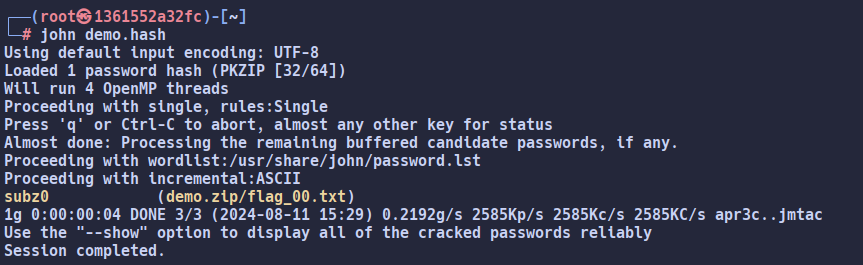 ┌──(root㉿1361552a32fc)-[~]
└─# john demo.hash
Using default input encoding: UTF-8
Loaded 1 password hash (PKZIP [32/64])
Will run 4 OpenMP threads
Proceeding with single, rules:Single
Press 'q' or Ctrl-C to abort, almost any other key for status
Almost done: Processing the remaining buffered candidate passwords, if any.
Proceeding with wordlist:/usr/share/john/password.lst
Proceeding with incremental:ASCII
subz0            (demo.zip/flag_00.txt)
1g 0:00:00:04 DONE 3/3 (2024-08-11 15:29) 0.2192g/s 2585Kp/s 2585Kc/s 2585KC/s apr3c..jmtac
Use the "--show" option to display all of the cracked passwords reliably
Session completed.